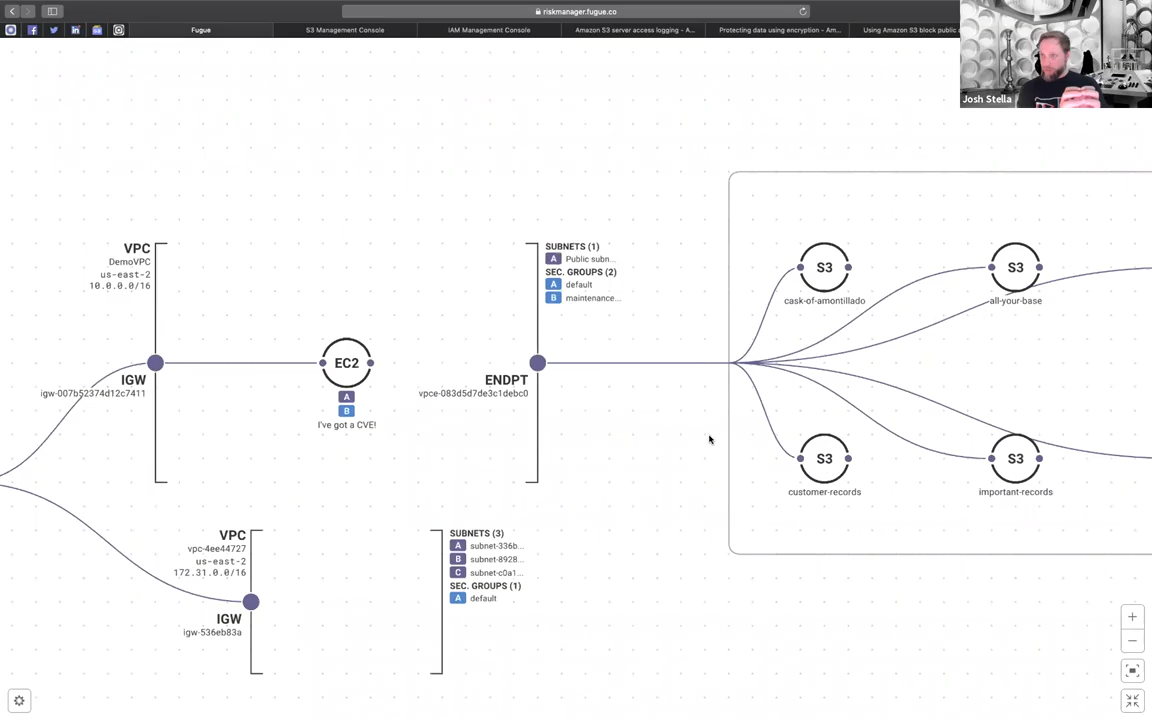 riskmanager.fugue.co
Fugue
S3 Management Console
IAM Management Console
Amazon S3 server access logging - A...
Protecting data using encryption - Am...
Using Amazon S3 block public
Josh Stella
VPC
DemoVPC
us-east-2
10.0.0.0/16
IGW
igw-007b52374d12c7411
EC2
A
B
I've got a CVE!
ENDPT
vpce-083d5d7de3c1debc0
SUBNETS (1)
A Public subn...
SEC. GROUPS (2)
A default
B maintenance...
S3
cask-of-amontillado
S3
all-your-base
S3
customer-records
S3
important-records
VPC
vpc-4ee44727
us-east-2
172.31.0.0/16
IGW
igw-536eb83a
SUBNETS (3)
A subnet-336b...
B subnet-8928...
C subnet-c0a1...
SEC. GROUPS (1)
A default